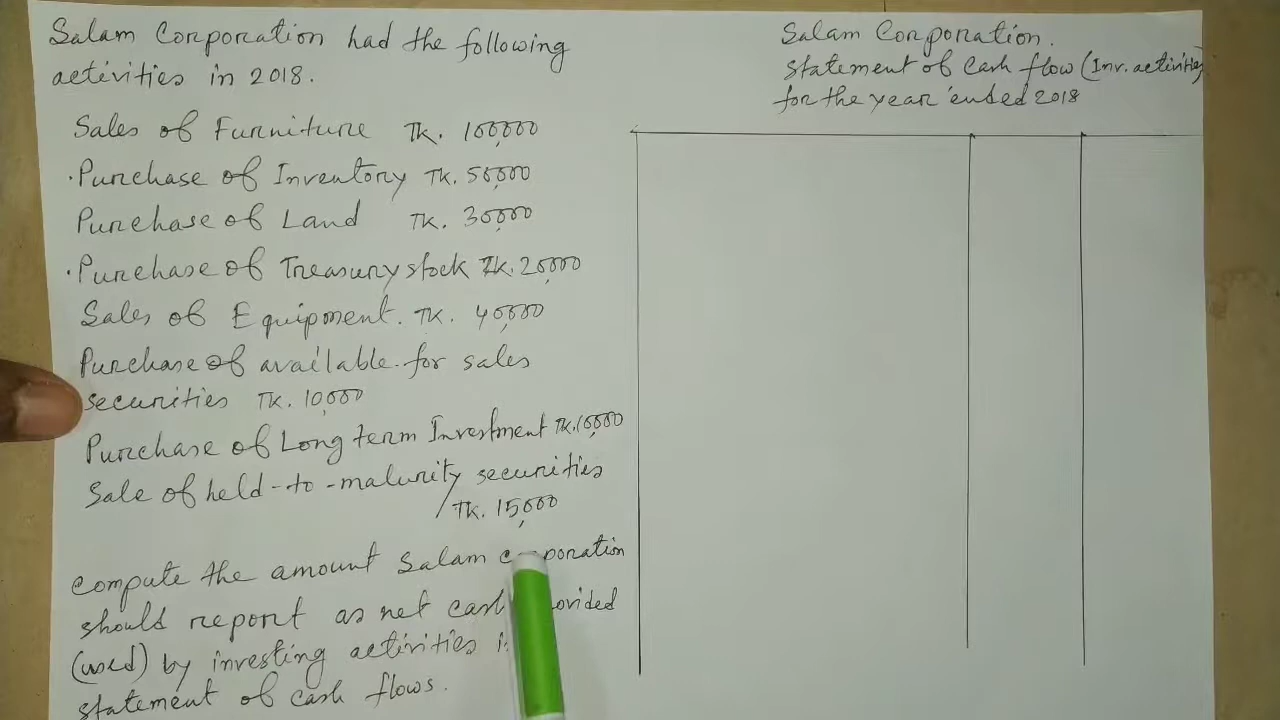 Salam Corporation had the following
activities in 2018.
Sales of Furniture TK. 100,000
·Purchase of Inventory TK. 50,000
Purchase of Land TK. 30,000
·Purchase of Treasury stock TK. 20,000
Sales of Equipment. TK. 40,000
Purchase of available-for sales
securities TK. 10,000
Purchase of Long term Investment TK. 10,000
Sale of held-to-maturity securities
/TK. 15,000
Compute the amount Salam Corporation
should report as net cash provided
(used) by investing activities
statement of cash flows.
Salam Corporation.
Statement of Cash flow (Inv. activities)
for the year ended 2018